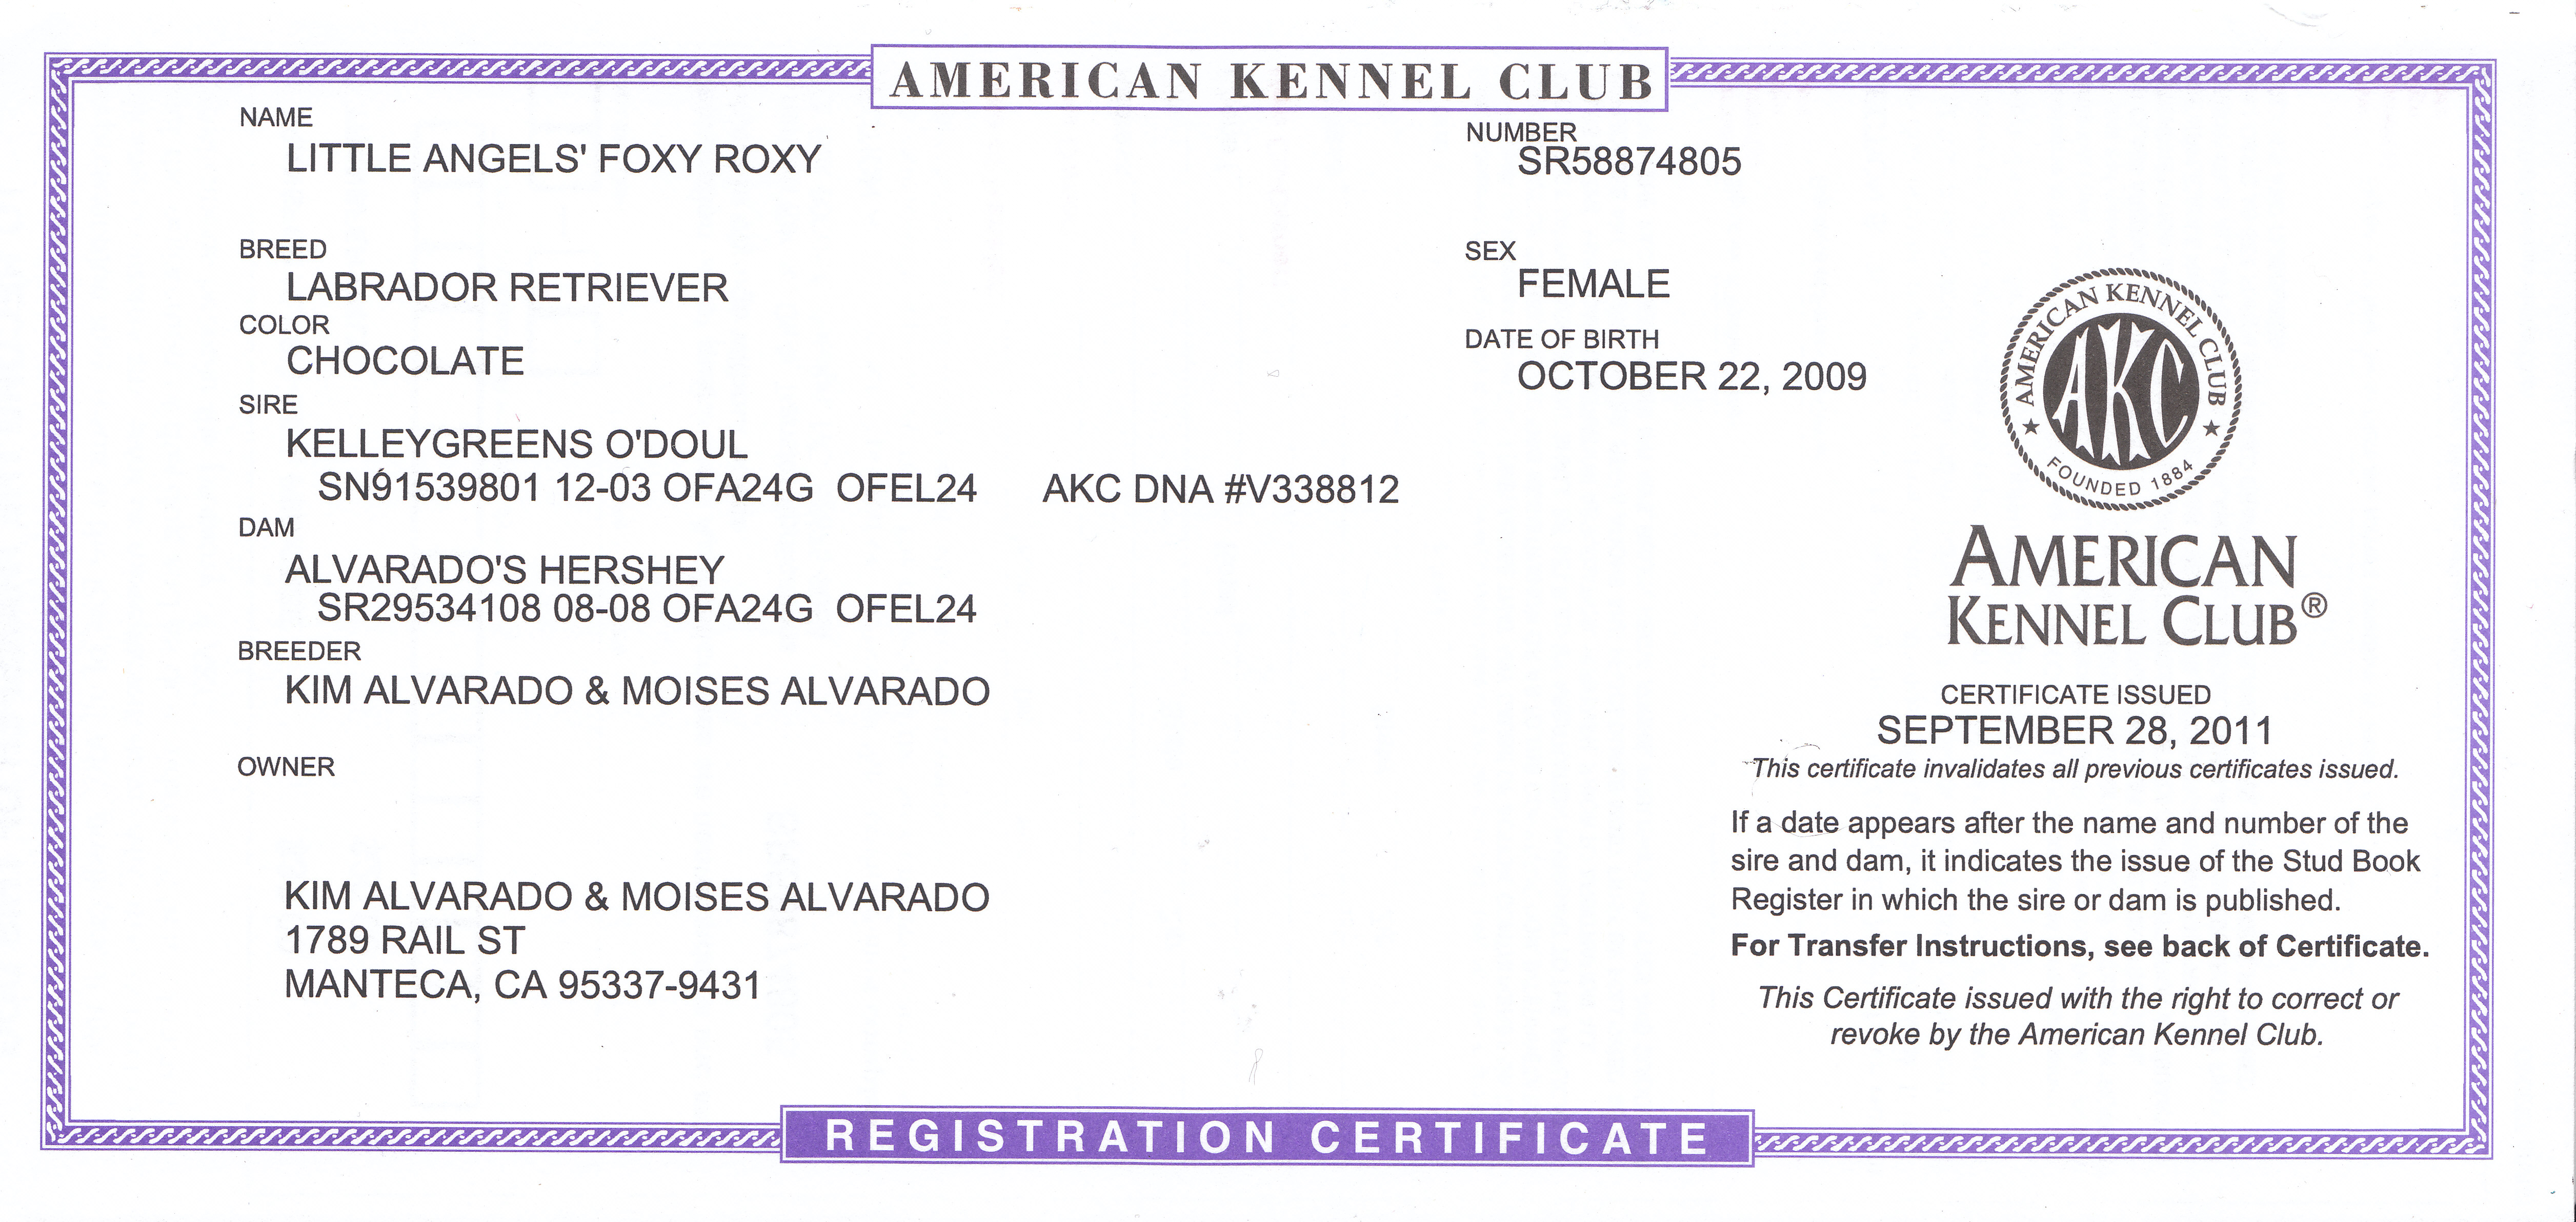 AMERICAN KENNEL CLUB
NAME
LITTLE ANGELS' FOXY ROXY
NUMBER
SR58874805
BREED
LABRADOR RETRIEVER
SEX
FEMALE
COLOR
CHOCOLATE
DATE OF BIRTH
OCTOBER 22, 2009
SIRE
KELLEYGREENS O'DOUL
SN91539801 12-03 OFA24G OFEL24 AKC DNA #V338812
DAM
ALVARADO'S HERSHEY
SR29534108 08-08 OFA24G OFEL24
BREEDER
KIM ALVARADO & MOISES ALVARADO
OWNER
KIM ALVARADO & MOISES ALVARADO
1789 RAIL ST
MANTECA, CA 95337-9431
AMERICAN KENNEL CLUB
AKC
FOUNDED 1884
AMERICAN
KENNEL CLUB®
CERTIFICATE ISSUED
SEPTEMBER 28, 2011
This certificate invalidates all previous certificates issued.
If a date appears after the name and number of the
sire and dam, it indicates the issue of the Stud Book
Register in which the sire or dam is published.
For Transfer Instructions, see back of Certificate.
This Certificate issued with the right to correct or
revoke by the American Kennel Club.
REGISTRATION CERTIFICATE